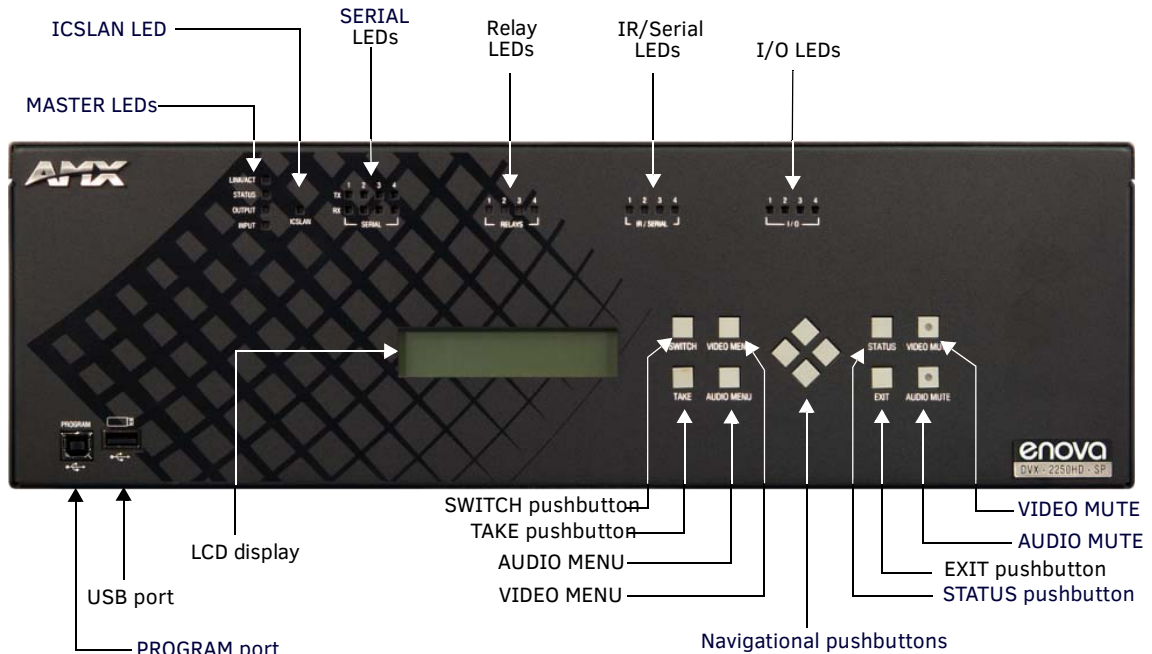 ICSLAN LED
SERIAL
LEDs
Relay
LEDs
IR/Serial
LEDs
I/O LEDs
MASTER LEDs
AMX
LINK/ACT
STATUS
OUTPUT
INPUT
ICSLAN
1 2 3 4
TX
RX
SERIAL
1 2 3 4
RELAYS
1 2 3 4
IR / SERIAL
1 2 3 4
I / O
SWITCH
VIDEO MENU
STATUS
VIDEO MUTE
TAKE
AUDIO MENU
EXIT
AUDIO MUTE
PROGRAM
enova
DVX - 2250HD - SP
SWITCH pushbutton
TAKE pushbutton
AUDIO MENU
VIDEO MENU
LCD display
USB port
PROGRAM port
VIDEO MUTE
AUDIO MUTE
EXIT pushbutton
STATUS pushbutton
Navigational pushbuttons